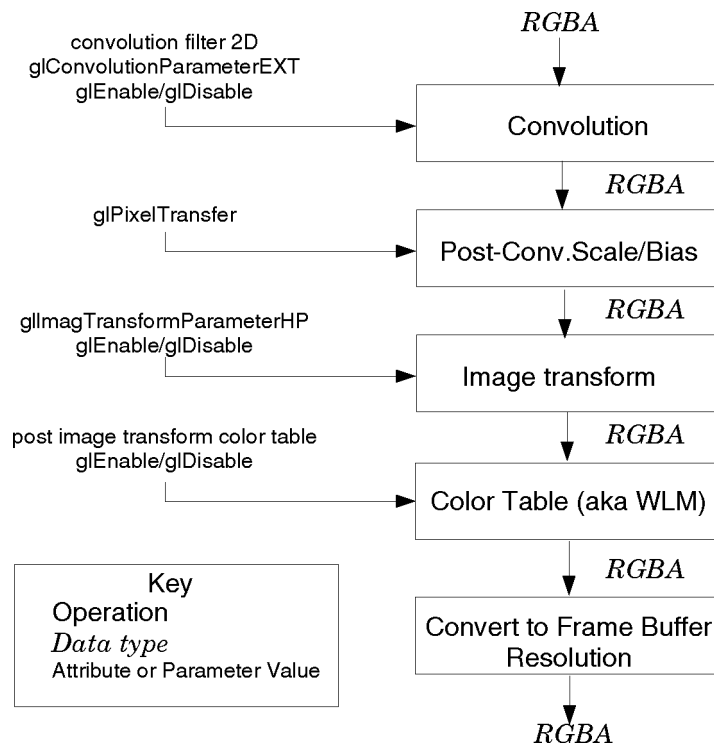 RGBA
convolution filter 2D
glConvolutionParameterEXT
glEnable/glDisable
Convolution
RGBA
glPixelTransfer
Post-Conv.Scale/Bias
RGBA
glImagTransformParameterHP
glEnable/glDisable
Image transform
RGBA
post image transform color table
glEnable/glDisable
Color Table (aka WLM)
RGBA
Key
Operation
Data type
Attribute or Parameter Value
Convert to Frame Buffer
Resolution
RGBA